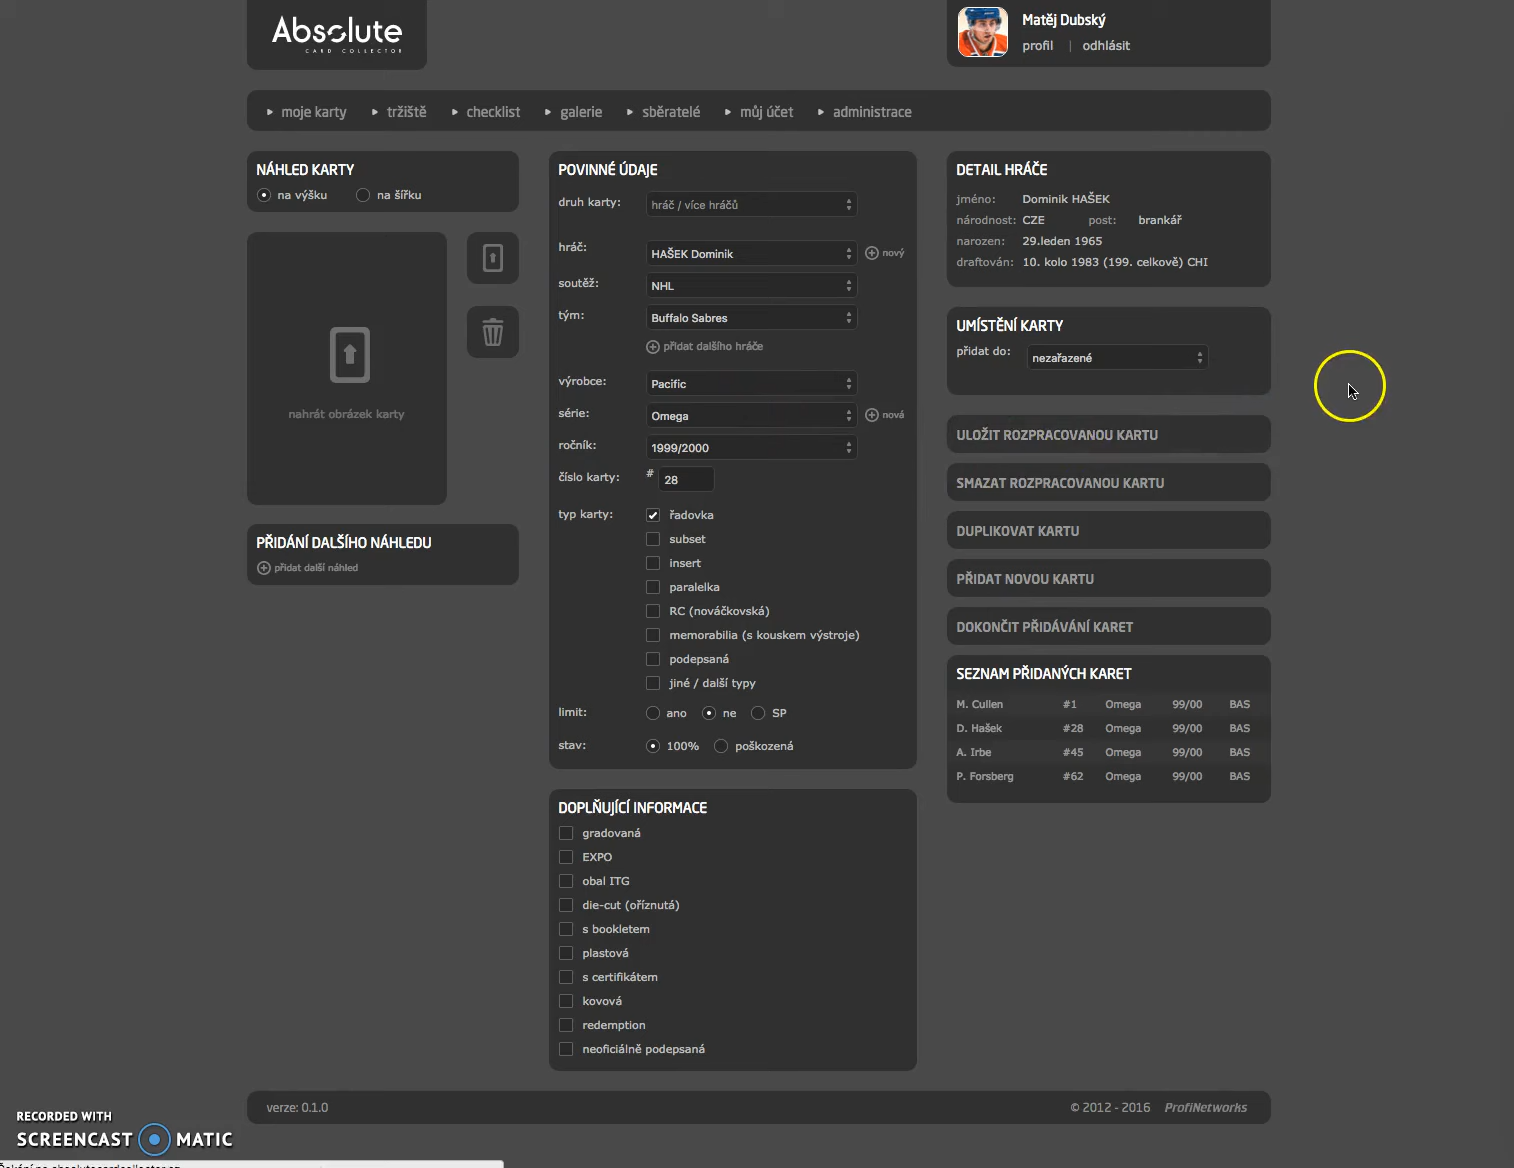 Absolute
CARD COLLECTOR
Matěj Dubský
profil | odhlásit
moje karty tržiště checklist galerie sběratelé můj účet administrace
NÁHLED KARTY
na výšku na šířku
nahrát obrázek karty
PŘIDÁNÍ DALŠÍHO NÁHLEDU
přidat další náhled
POVINNÉ ÚDAJE
druh karty: hráč / více hráčů
hráč: HAŠEK Dominik nový
soutěž: NHL
tým: Buffalo Sabres
přidat dalšího hráče
výrobce: Pacific
série: Omega nová
ročník: 1999/2000
číslo karty: # 28
typ karty: řadovka
subset
insert
paralelka
RC (nováčkovská)
memorabilia (s kouskem výstroje)
podepsaná
jiné / další typy
limit: ano ne SP
stav: 100% poškozená
DOPLŇUJÍCÍ INFORMACE
gradovaná
EXPO
obal ITG
die-cut (oříznutá)
s bookletem
plastová
s certifikátem
kovová
redemption
neoficiálně podepsaná
DETAIL HRÁČE
jméno: Dominik HAŠEK
národnost: CZE post: brankář
narozen: 29.leden 1965
draftován: 10. kolo 1983 (199. celkově) CHI
UMÍSTĚNÍ KARTY
přidat do: nezařazené
ULOŽIT ROZPRACOVANOU KARTU
SMAZAT ROZPRACOVANOU KARTU
DUPLIKOVAT KARTU
PŘIDAT NOVOU KARTU
DOKONČIT PŘIDÁVÁNÍ KARET
SEZNAM PŘIDANÝCH KARET
M. Cullen #1 Omega 99/00 BAS
D. Hašek #28 Omega 99/00 BAS
A. Irbe #45 Omega 99/00 BAS
P. Forsberg #62 Omega 99/00 BAS
verze: 0.1.0
© 2012 - 2016 ProfiNetworks
RECORDED WITH
SCREENCAST MATIC